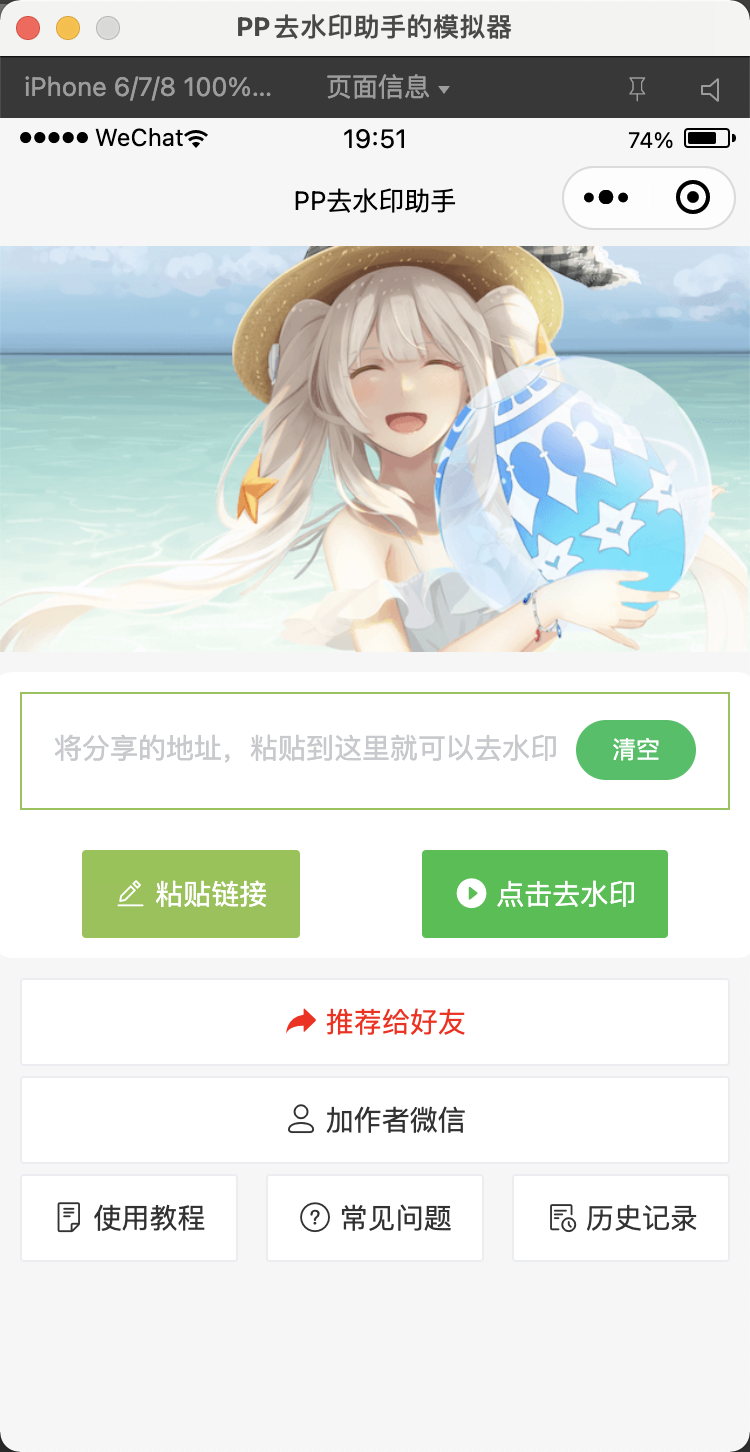 PP去水印助手的模拟器
iPhone 6/7/8 100%... 页面信息
WeChat 19:51 74%
PP去水印助手
将分享的地址，粘贴到这里就可以去水印 清空
粘贴链接 点击去水印
推荐给好友
加作者微信
使用教程 常见问题 历史记录